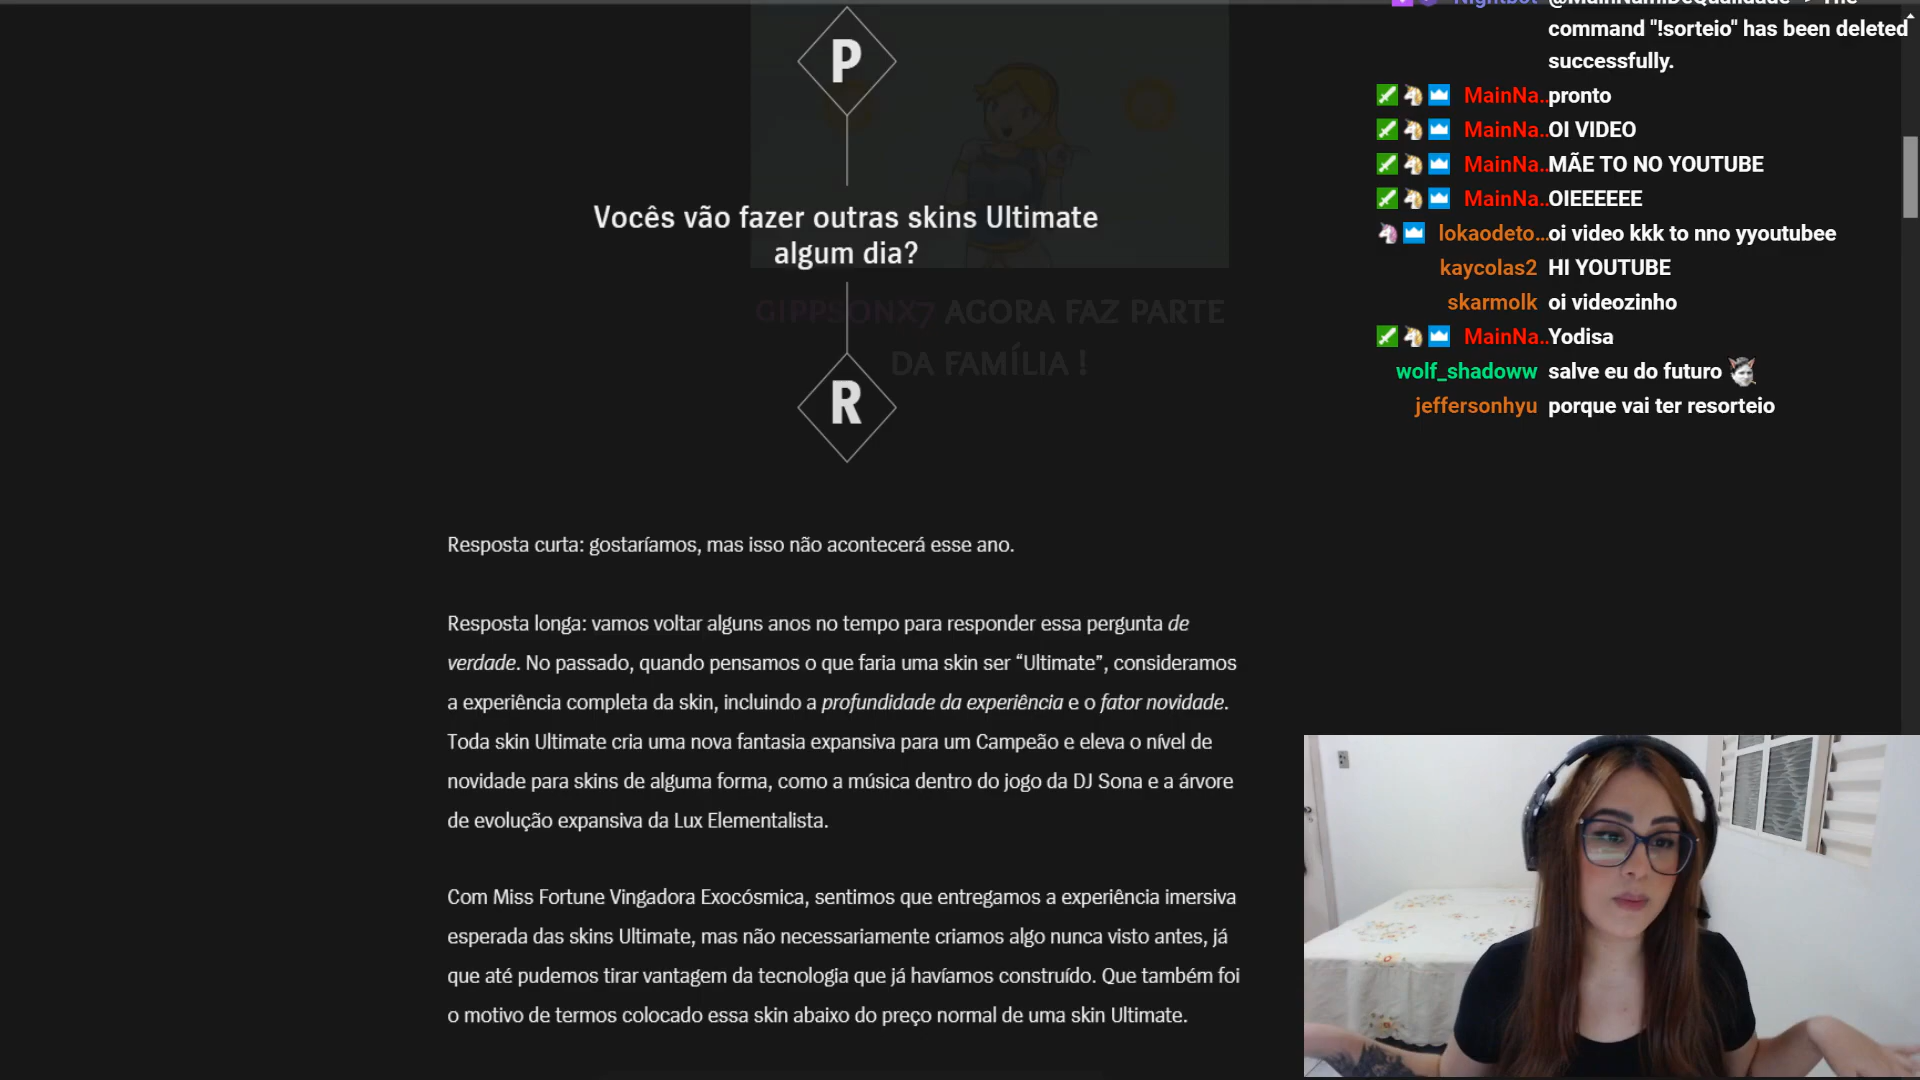 P
Vocês vão fazer outras skins Ultimate
algum dia?
GIPPSONX7 AGORA FAZ PARTE
DA FAMÍLIA !
R
Resposta curta: gostaríamos, mas isso não acontecerá esse ano.
Resposta longa: vamos voltar alguns anos no tempo para responder essa pergunta de
verdade. No passado, quando pensamos o que faria uma skin ser “Ultimate”, consideramos
a experiência completa da skin, incluindo a profundidade da experiência e o fator novidade.
Toda skin Ultimate cria uma nova fantasia expansiva para um Campeão e eleva o nível de
novidade para skins de alguma forma, como a música dentro do jogo da DJ Sona e a árvore
de evolução expansiva da Lux Elementalista.
Com Miss Fortune Vingadora Exocósmica, sentimos que entregamos a experiência imersiva
esperada das skins Ultimate, mas não necessariamente criamos algo nunca visto antes, já
que até pudemos tirar vantagem da tecnologia que já havíamos construído. Que também foi
o motivo de termos colocado essa skin abaixo do preço normal de uma skin Ultimate.
Nightbot @MainNamiDeQualidade -> The
command "!sorteio" has been deleted
successfully.
MainNa.. pronto
MainNa.. OI VIDEO
MainNa.. MÃE TO NO YOUTUBE
MainNa.. OIEEEEEE
lokaodeto... oi video kkk to nno yyoutubee
kaycolas2 HI YOUTUBE
skarmolk oi videozinho
MainNa.. Yodisa
wolf_shadoww salve eu do futuro
jeffersonhyu porque vai ter resorteio